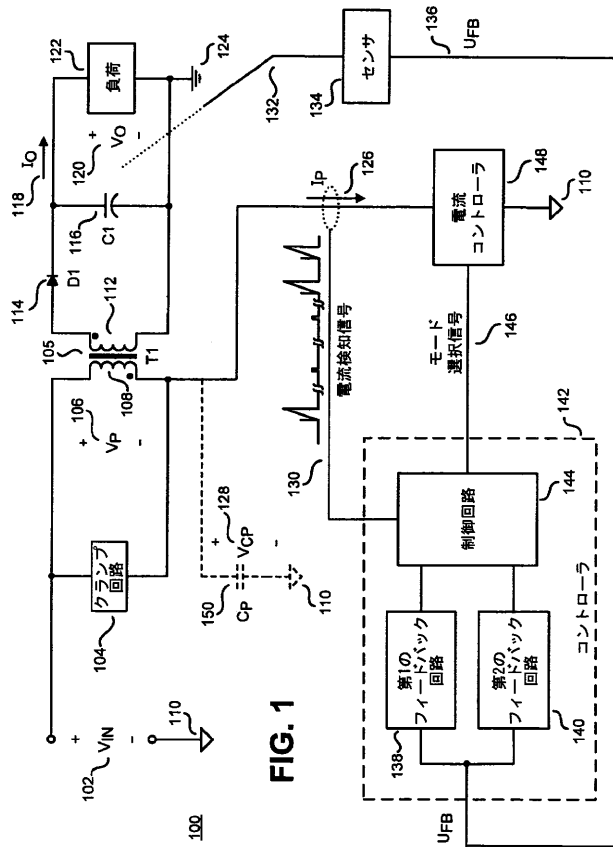 100
102
+
VIN
-
110
104
クランプ
回路
106
+
VP
-
105
108
112
T1
114
D1
116
C1
118
IO
120
+
VO
-
122
負荷
124
150
CP
128
+
VCP
-
110
130
電流検知信号
126
IP
132
134
センサ
136
UFB
FIG. 1
モード
選択信号
146
電流
コントローラ
148
110
142
制御回路
144
138
第1の
フィードバック
回路
第2の
フィードバック
回路
140
コントローラ
UFB